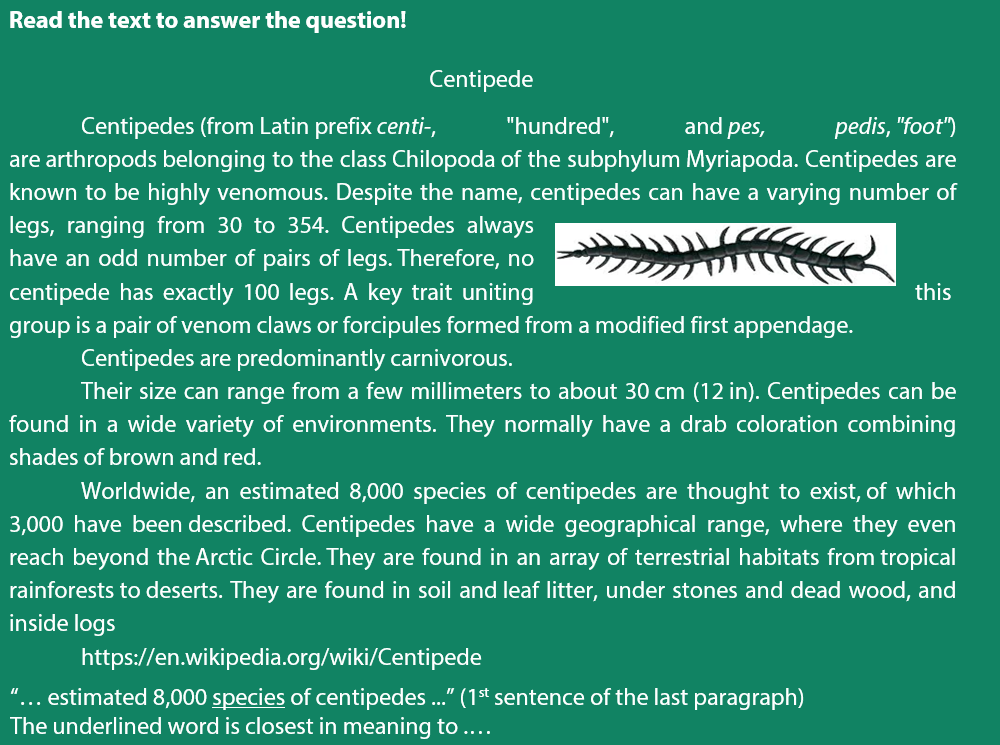 Read the text to answer the question!
Centipede
Centipedes (from Latin prefix centi-, "hundred", and pes, pedis, "foot")
are arthropods belonging to the class Chilopoda of the subphylum Myriapoda. Centipedes are
known to be highly venomous. Despite the name, centipedes can have a varying number of
legs, ranging from 30 to 354. Centipedes always
have an odd number of pairs of legs. Therefore, no
centipede has exactly 100 legs. A key trait uniting this
group is a pair of venom claws or forcipules formed from a modified first appendage.
Centipedes are predominantly carnivorous.
Their size can range from a few millimeters to about 30 cm (12 in). Centipedes can be
found in a wide variety of environments. They normally have a drab coloration combining
shades of brown and red.
Worldwide, an estimated 8,000 species of centipedes are thought to exist, of which
3,000 have been described. Centipedes have a wide geographical range, where they even
reach beyond the Arctic Circle. They are found in an array of terrestrial habitats from tropical
rainforests to deserts. They are found in soil and leaf litter, under stones and dead wood, and
inside logs
https://en.wikipedia.org/wiki/Centipede
“… estimated 8,000 species of centipedes ...” (1st sentence of the last paragraph)
The underlined word is closest in meaning to ….